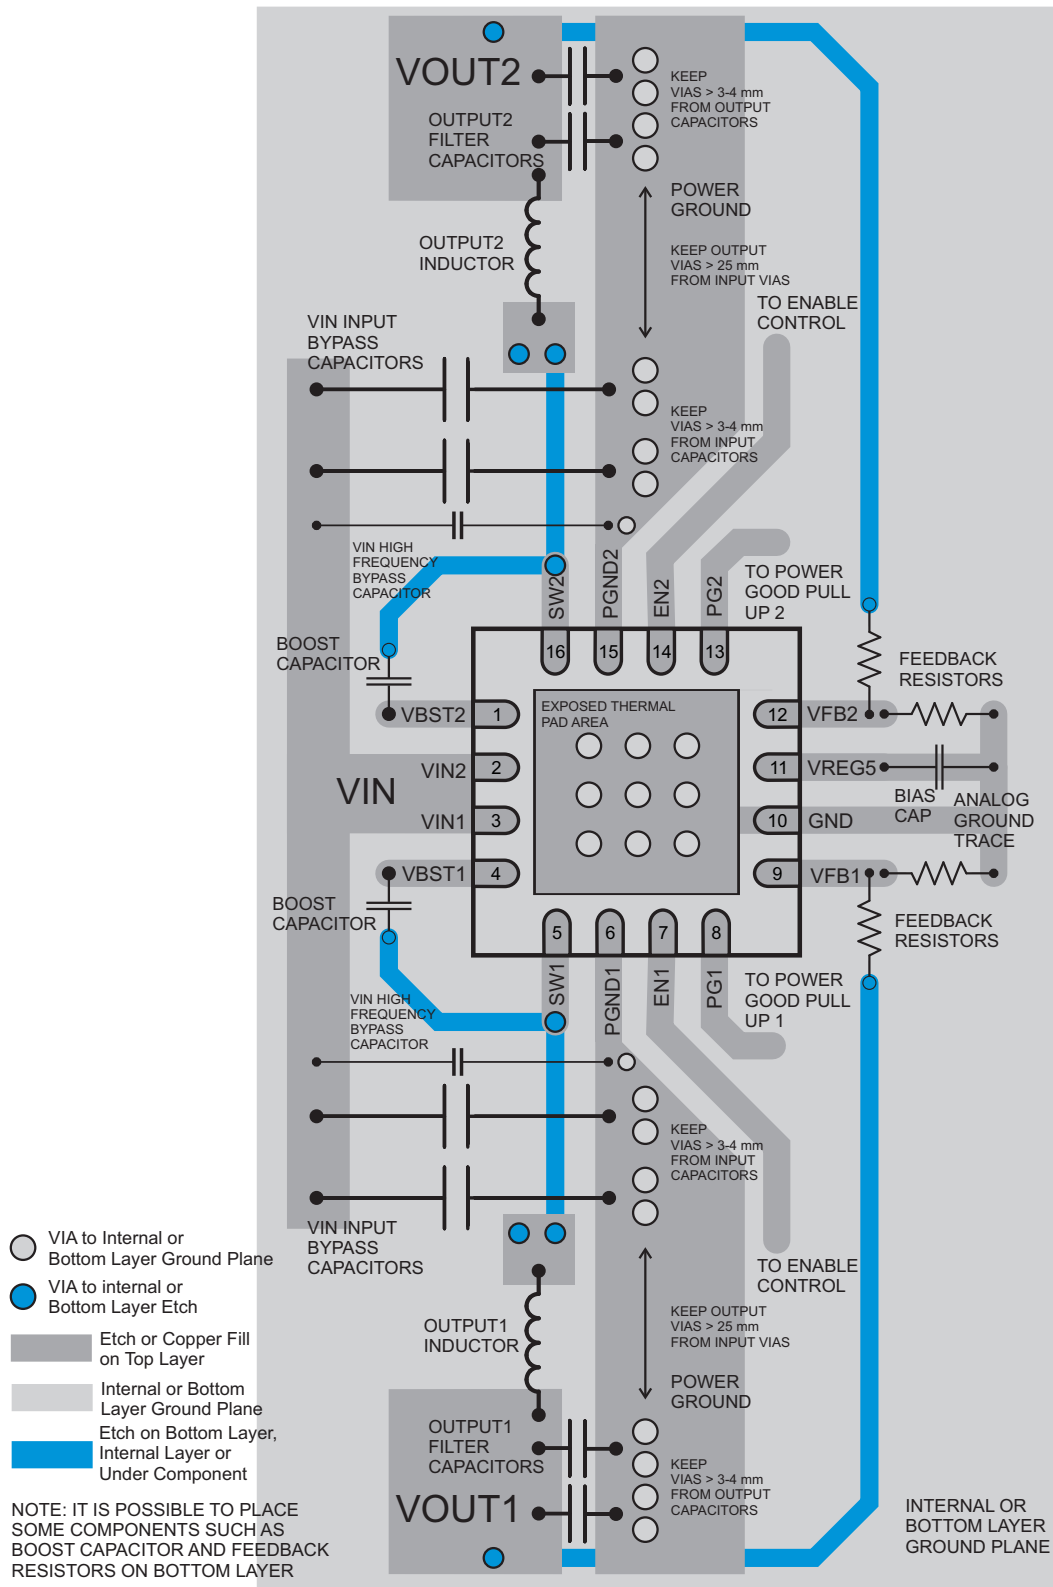 VOUT2
KEEP
VIAS > 3-4 mm
FROM OUTPUT
CAPACITORS
OUTPUT2
FILTER
CAPACITORS
POWER
GROUND
OUTPUT2
INDUCTOR
KEEP OUTPUT
VIAS > 25 mm
FROM INPUT VIAS
TO ENABLE
CONTROL
VIN INPUT
BYPASS
CAPACITORS
KEEP
VIAS > 3-4 mm
FROM INPUT
CAPACITORS
VIN HIGH
FREQUENCY
BYPASS
CAPACITOR
SW2
PGND2
EN2
PG2
TO POWER
GOOD PULL
UP 2
BOOST
CAPACITOR
16
15
14
13
FEEDBACK
RESISTORS
VBST2
1
EXPOSED THERMAL
PAD AREA
12
VFB2
VIN2
2
11
VREG5
VIN
BIAS
CAP
ANALOG
GROUND
TRACE
VIN1
3
10
GND
VBST1
4
9
VFB1
BOOST
CAPACITOR
5
6
7
8
FEEDBACK
RESISTORS
SW1
PGND1
EN1
PG1
TO POWER
GOOD PULL
UP 1
VIN HIGH
FREQUENCY
BYPASS
CAPACITOR
KEEP
VIAS > 3-4 mm
FROM INPUT
CAPACITORS
VIN INPUT
BYPASS
CAPACITORS
TO ENABLE
CONTROL
OUTPUT1
INDUCTOR
KEEP OUTPUT
VIAS > 25 mm
FROM INPUT VIAS
POWER
GROUND
OUTPUT1
FILTER
CAPACITORS
KEEP
VIAS > 3-4 mm
FROM OUTPUT
CAPACITORS
VOUT1
INTERNAL OR
BOTTOM LAYER
GROUND PLANE
VIA to Internal or
Bottom Layer Ground Plane
VIA to internal or
Bottom Layer Etch
Etch or Copper Fill
on Top Layer
Internal or Bottom
Layer Ground Plane
Etch on Bottom Layer,
Internal Layer or
Under Component
NOTE: IT IS POSSIBLE TO PLACE
SOME COMPONENTS SUCH AS
BOOST CAPACITOR AND FEEDBACK
RESISTORS ON BOTTOM LAYER